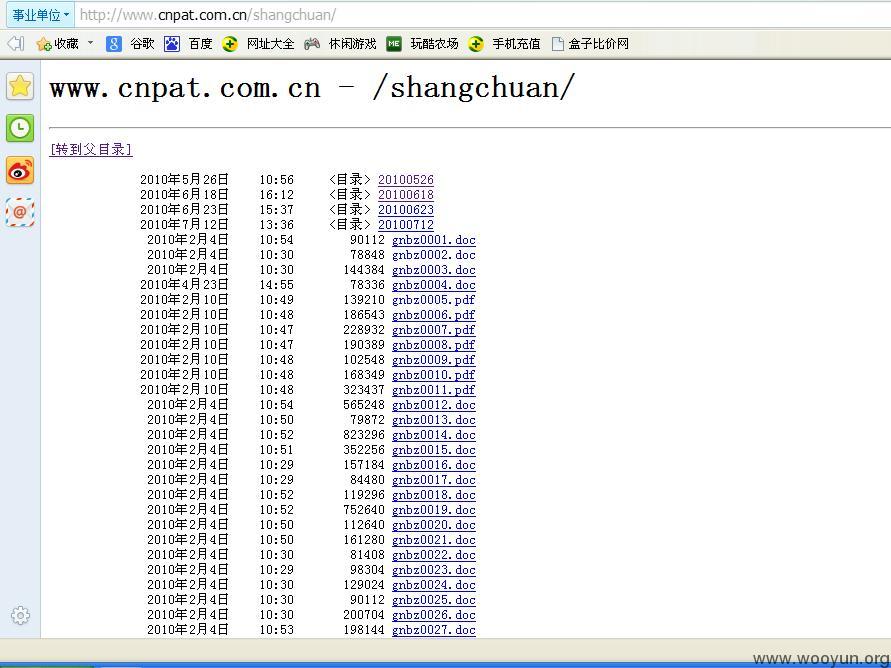 事业单位 http://www.cnpat.com.cn/shangchuan/
收藏 谷歌 百度 网址大全 休闲游戏 ME 玩酷农场 手机充值 盒子比价网
www.cnpat.com.cn - /shangchuan/
[转到父目录]
2010年5月26日 10:56 <目录> 20100526
2010年6月18日 16:12 <目录> 20100618
2010年6月23日 15:37 <目录> 20100623
2010年7月12日 13:36 <目录> 20100712
2010年2月4日 10:54 90112 gnbz0001.doc
2010年2月4日 10:30 78848 gnbz0002.doc
2010年2月4日 10:30 144384 gnbz0003.doc
2010年4月23日 14:55 78336 gnbz0004.doc
2010年2月10日 10:49 139210 gnbz0005.pdf
2010年2月10日 10:48 186543 gnbz0006.pdf
2010年2月10日 10:47 228932 gnbz0007.pdf
2010年2月10日 10:47 190389 gnbz0008.pdf
2010年2月10日 10:48 102548 gnbz0009.pdf
2010年2月10日 10:48 168349 gnbz0010.pdf
2010年2月10日 10:48 323437 gnbz0011.pdf
2010年2月4日 10:54 565248 gnbz0012.doc
2010年2月4日 10:50 79872 gnbz0013.doc
2010年2月4日 10:52 823296 gnbz0014.doc
2010年2月4日 10:51 352256 gnbz0015.doc
2010年2月4日 10:29 157184 gnbz0016.doc
2010年2月4日 10:29 84480 gnbz0017.doc
2010年2月4日 10:52 119296 gnbz0018.doc
2010年2月4日 10:52 752640 gnbz0019.doc
2010年2月4日 10:50 112640 gnbz0020.doc
2010年2月4日 10:50 161280 gnbz0021.doc
2010年2月4日 10:30 81408 gnbz0022.doc
2010年2月4日 10:29 98304 gnbz0023.doc
2010年2月4日 10:30 129024 gnbz0024.doc
2010年2月4日 10:30 90112 gnbz0025.doc
2010年2月4日 10:30 200704 gnbz0026.doc
2010年2月4日 10:53 198144 gnbz0027.doc
www.wooyun.org